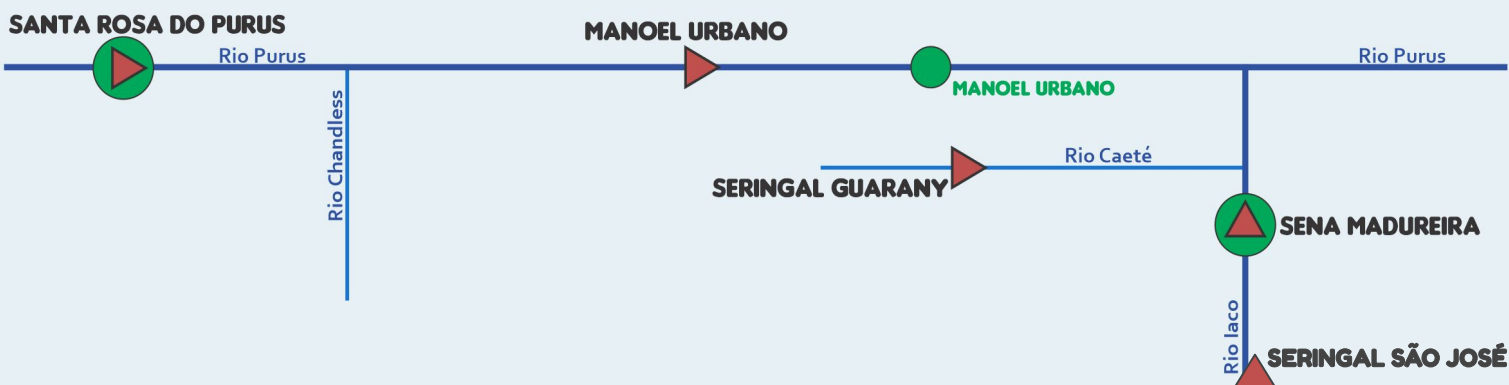 SANTA ROSA DO PURUS
MANOEL URBANO
Rio Purus
Rio Purus
MANOEL URBANO
Rio Chandless
Rio Caeté
SERINGAL GUARANY
SENA MADUREIRA
Rio Iaco
SERINGAL SÃO JOSÉ